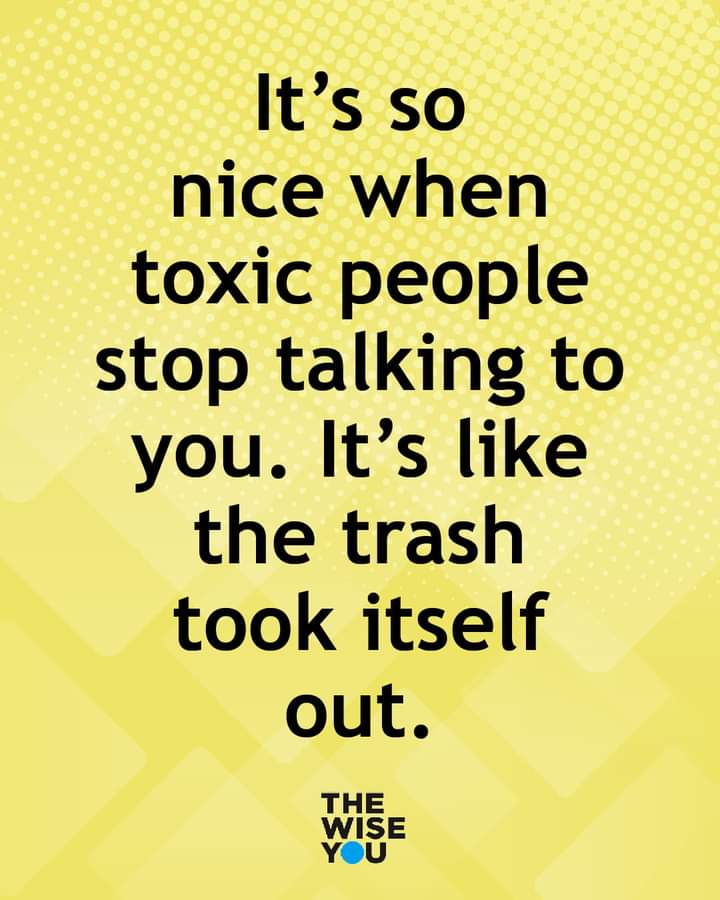 It’s so
nice when
toxic people
stop talking to
you. It’s like
the trash
took itself
out.
THE
WISE
YOU